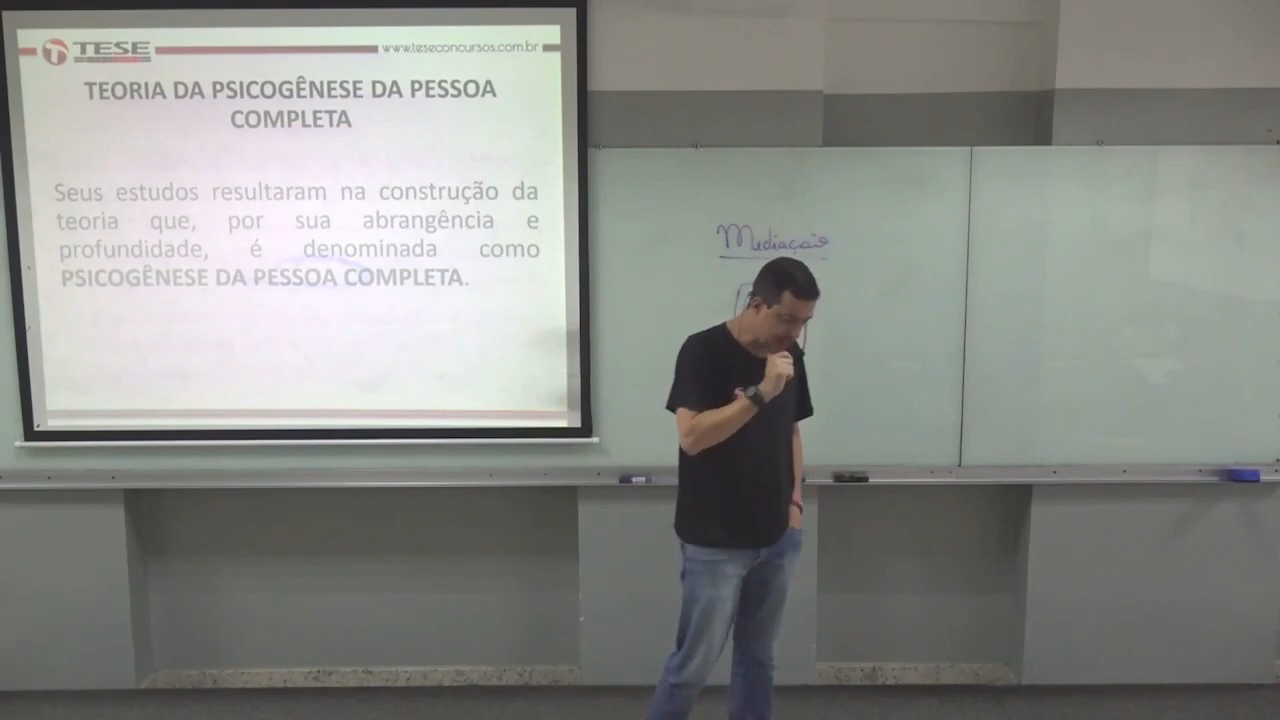 TESE
www.teseconcursos.com.br
TEORIA DA PSICOGÊNESE DA PESSOA
COMPLETA
Seus estudos resultaram na construção da
teoria que, por sua abrangência e
profundidade, é denominada como
PSICOGÊNESE DA PESSOA COMPLETA.
Mediação